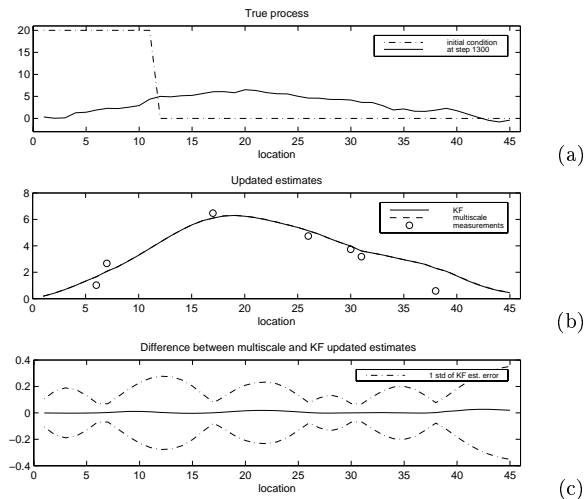 True process
20
15
10
5
0
initial condition
at step 1300
0 5 10 15 20 25 30 35 40 45
location
(a)
Updated estimates
8
6
4
2
0
KF
multiscale
measurements
0 5 10 15 20 25 30 35 40 45
location
(b)
Difference between multiscale and KF updated estimates
0.4
0.2
0
−0.2
−0.4
1 std of KF est. error
0 5 10 15 20 25 30 35 40 45
location
(c)